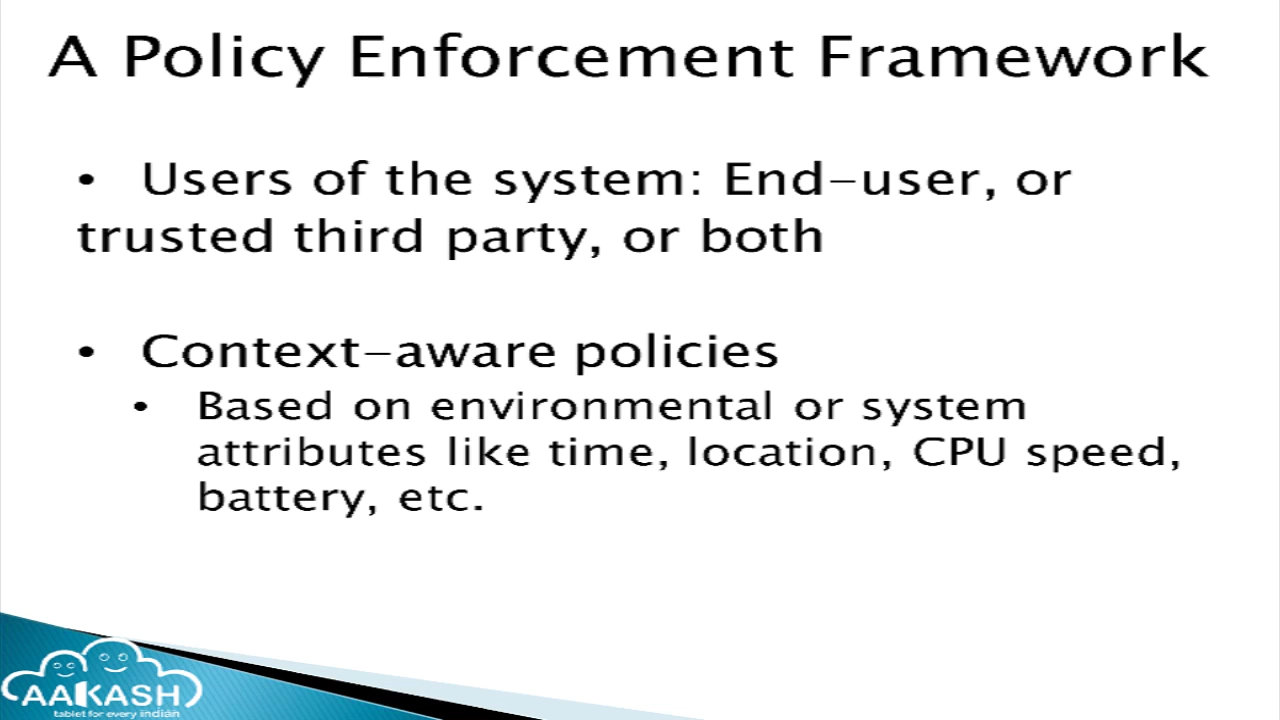 A Policy Enforcement Framework
• Users of the system: End-user, or
trusted third party, or both
• Context-aware policies
• Based on environmental or system
attributes like time, location, CPU speed,
battery, etc.
AAKASH
tablet for every indian